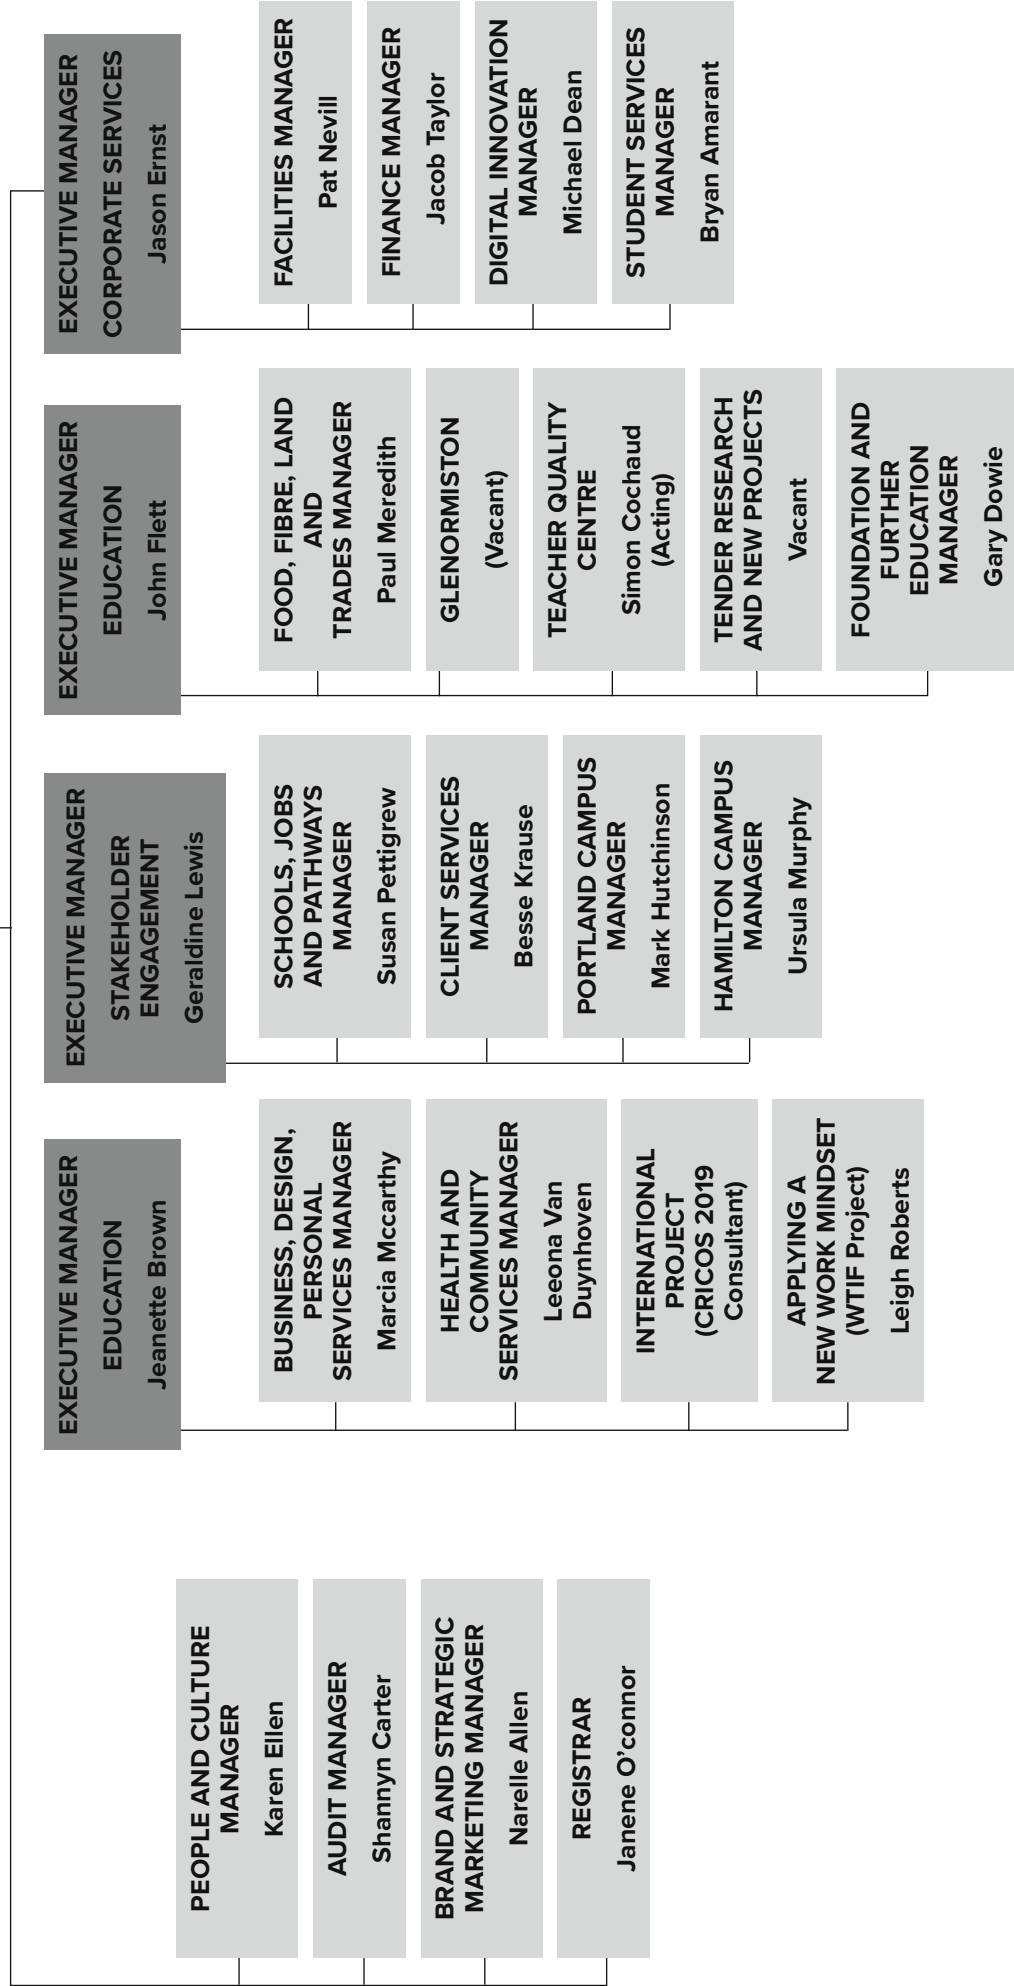 PEOPLE AND CULTURE
MANAGER
Karen Ellen
AUDIT MANAGER
Shannyn Carter
BRAND AND STRATEGIC
MARKETING MANAGER
Narelle Allen
REGISTRAR
Janene O’connor
EXECUTIVE MANAGER
EDUCATION
Jeanette Brown
BUSINESS, DESIGN,
PERSONAL
SERVICES MANAGER
Marcia Mccarthy
HEALTH AND
COMMUNITY
SERVICES MANAGER
Leeona Van
Duynhoven
INTERNATIONAL
PROJECT
(CRICOS 2019
Consultant)
APPLYING A
NEW WORK MINDSET
(WTIF Project)
Leigh Roberts
EXECUTIVE MANAGER
STAKEHOLDER
ENGAGEMENT
Geraldine Lewis
SCHOOLS, JOBS
AND PATHWAYS
MANAGER
Susan Pettigrew
CLIENT SERVICES
MANAGER
Besse Krause
PORTLAND CAMPUS
MANAGER
Mark Hutchinson
HAMILTON CAMPUS
MANAGER
Ursula Murphy
EXECUTIVE MANAGER
EDUCATION
John Flett
FOOD, FIBRE, LAND
AND
TRADES MANAGER
Paul Meredith
GLENORMISTON
(Vacant)
TEACHER QUALITY
CENTRE
Simon Cochaud
(Acting)
TENDER RESEARCH
AND NEW PROJECTS
Vacant
FOUNDATION AND
FURTHER
EDUCATION
MANAGER
Gary Dowie
EXECUTIVE MANAGER
CORPORATE SERVICES
Jason Ernst
FACILITIES MANAGER
Pat Nevill
FINANCE MANAGER
Jacob Taylor
DIGITAL INNOVATION
MANAGER
Michael Dean
STUDENT SERVICES
MANAGER
Bryan Amarant